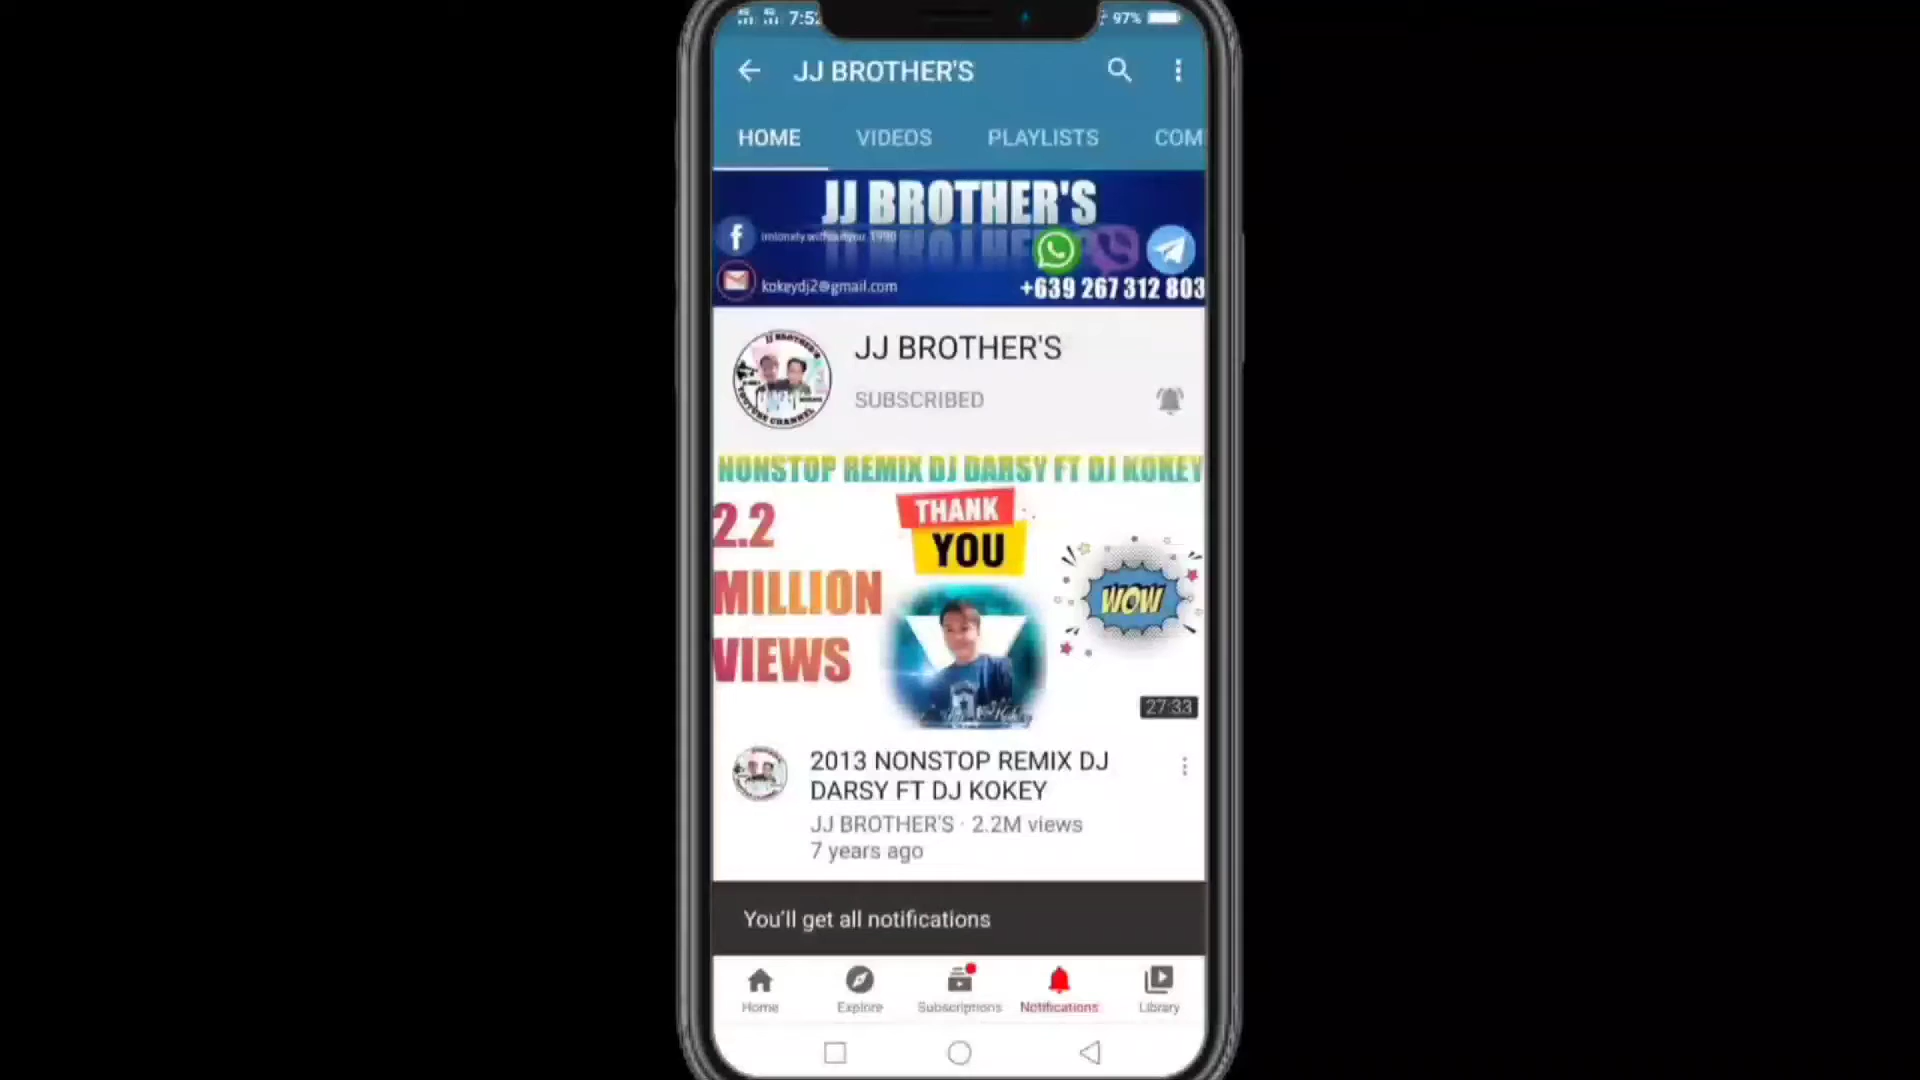 7:52
97%
JJ BROTHER'S
HOME VIDEOS PLAYLISTS COM
JJ BROTHER'S
kokeydj2@gmail.com
+639 267 312 803
JJ BROTHER'S
SUBSCRIBED
NONSTOP REMIX DJ DARSY FT DJ KOKEY
2.2
MILLION
VIEWS
THANK
YOU
WOW
27:33
2013 NONSTOP REMIX DJ
DARSY FT DJ KOKEY
JJ BROTHER'S · 2.2M views
7 years ago
You'll get all notifications
Home Explore Subscriptions Notifications Library